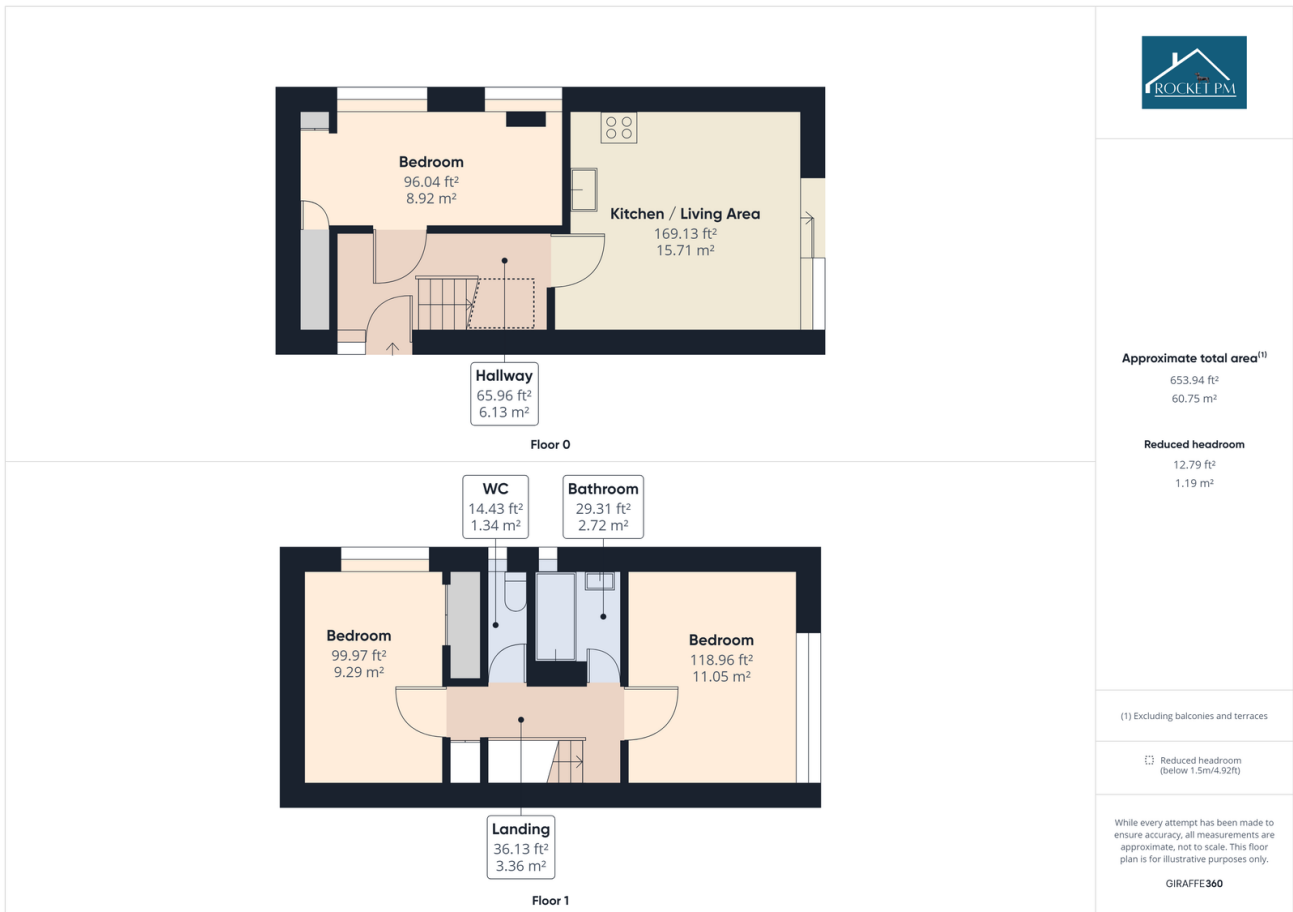 Bedroom
96.04 ft²
8.92 m²
Kitchen / Living Area
169.13 ft²
15.71 m²
Hallway
65.96 ft²
6.13 m²
Floor 0
WC
14.43 ft²
1.34 m²
Bathroom
29.31 ft²
2.72 m²
Bedroom
99.97 ft²
9.29 m²
Bedroom
118.96 ft²
11.05 m²
Landing
36.13 ft²
3.36 m²
Floor 1
ROCKET PM
Approximate total area⁽¹⁾
653.94 ft²
60.75 m²
Reduced headroom
12.79 ft²
1.19 m²
(1) Excluding balconies and terraces
Reduced headroom
(below 1.5m/4.92ft)
While every attempt has been made to
ensure accuracy, all measurements are
approximate, not to scale. This floor
plan is for illustrative purposes only.
GIRAFFE360